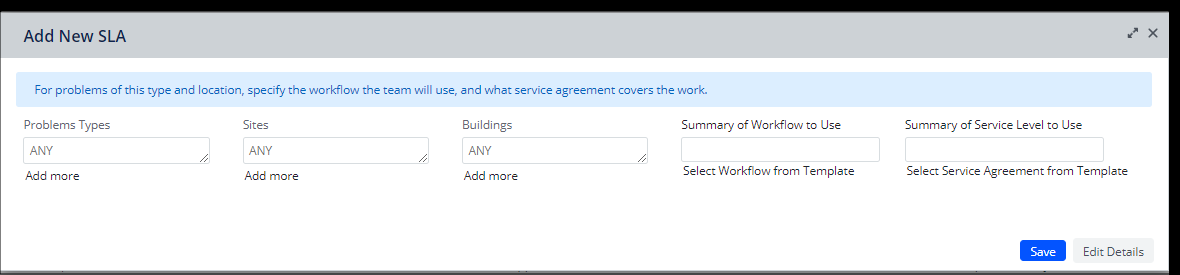 Add New SLA
For problems of this type and location, specify the workflow the team will use, and what service agreement covers the work.
Problems Types
Sites
Buildings
Summary of Workflow to Use
Summary of Service Level to Use
ANY
ANY
ANY
Add more
Add more
Add more
Select Workflow from Template
Select Service Agreement from Template
Save
Edit Details